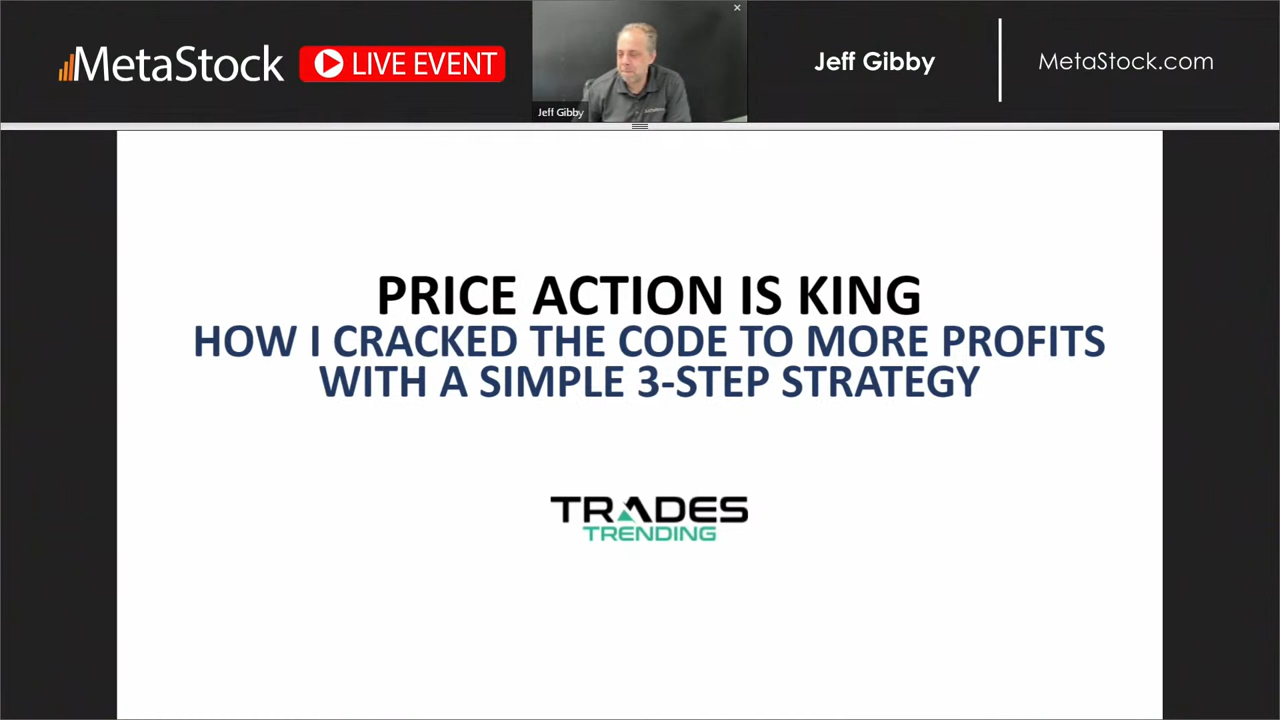 MetaStock
LIVE EVENT
Jeff Gibby
Jeff Gibby
MetaStock.com
PRICE ACTION IS KING
HOW I CRACKED THE CODE TO MORE PROFITS
WITH A SIMPLE 3-STEP STRATEGY
TRADES
TRENDING